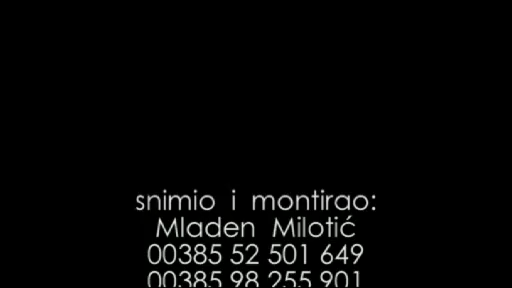 snimio i montirao:
Mladen Milotić
00385 52 501 649
00385 98 255 901